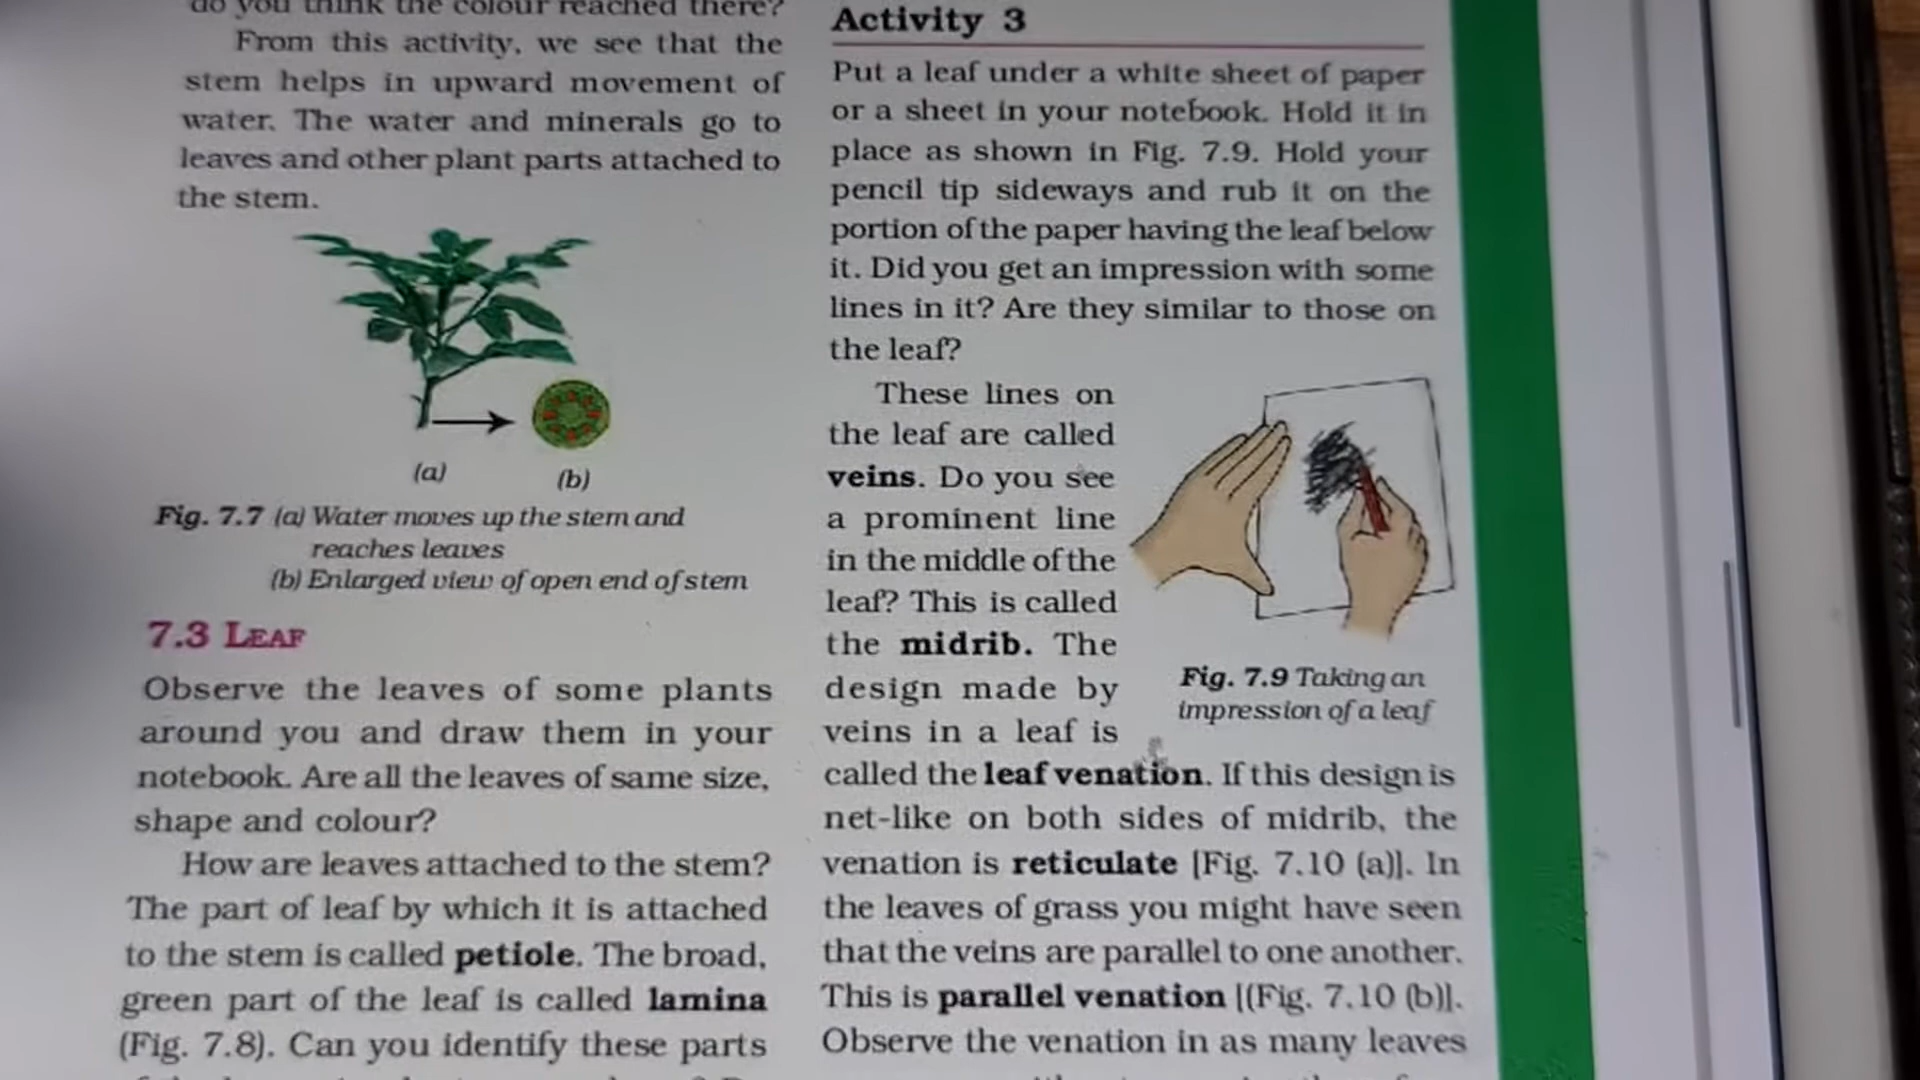 do you think the colour reached there?
From this activity, we see that the
stem helps in upward movement of
water. The water and minerals go to
leaves and other plant parts attached to
the stem.
(a)
(b)
Fig. 7.7 (a) Water moves up the stem and
reaches leaves
(b) Enlarged view of open end of stem
7.3 LEAF
Observe the leaves of some plants
around you and draw them in your
notebook. Are all the leaves of same size,
shape and colour?
How are leaves attached to the stem?
The part of leaf by which it is attached
to the stem is called petiole. The broad,
green part of the leaf is called lamina
(Fig. 7.8). Can you identify these parts
Activity 3
Put a leaf under a white sheet of paper
or a sheet in your notebook. Hold it in
place as shown in Fig. 7.9. Hold your
pencil tip sideways and rub it on the
portion of the paper having the leaf below
it. Did you get an impression with some
lines in it? Are they similar to those on
the leaf?
These lines on
the leaf are called
veins. Do you see
a prominent line
in the middle of the
leaf? This is called
the midrib. The
design made by
veins in a leaf is
Fig. 7.9 Taking an
impression of a leaf
called the leaf venation. If this design is
net-like on both sides of midrib, the
venation is reticulate [Fig. 7.10 (a)]. In
the leaves of grass you might have seen
that the veins are parallel to one another.
This is parallel venation [(Fig. 7.10 (b)].
Observe the venation in as many leaves